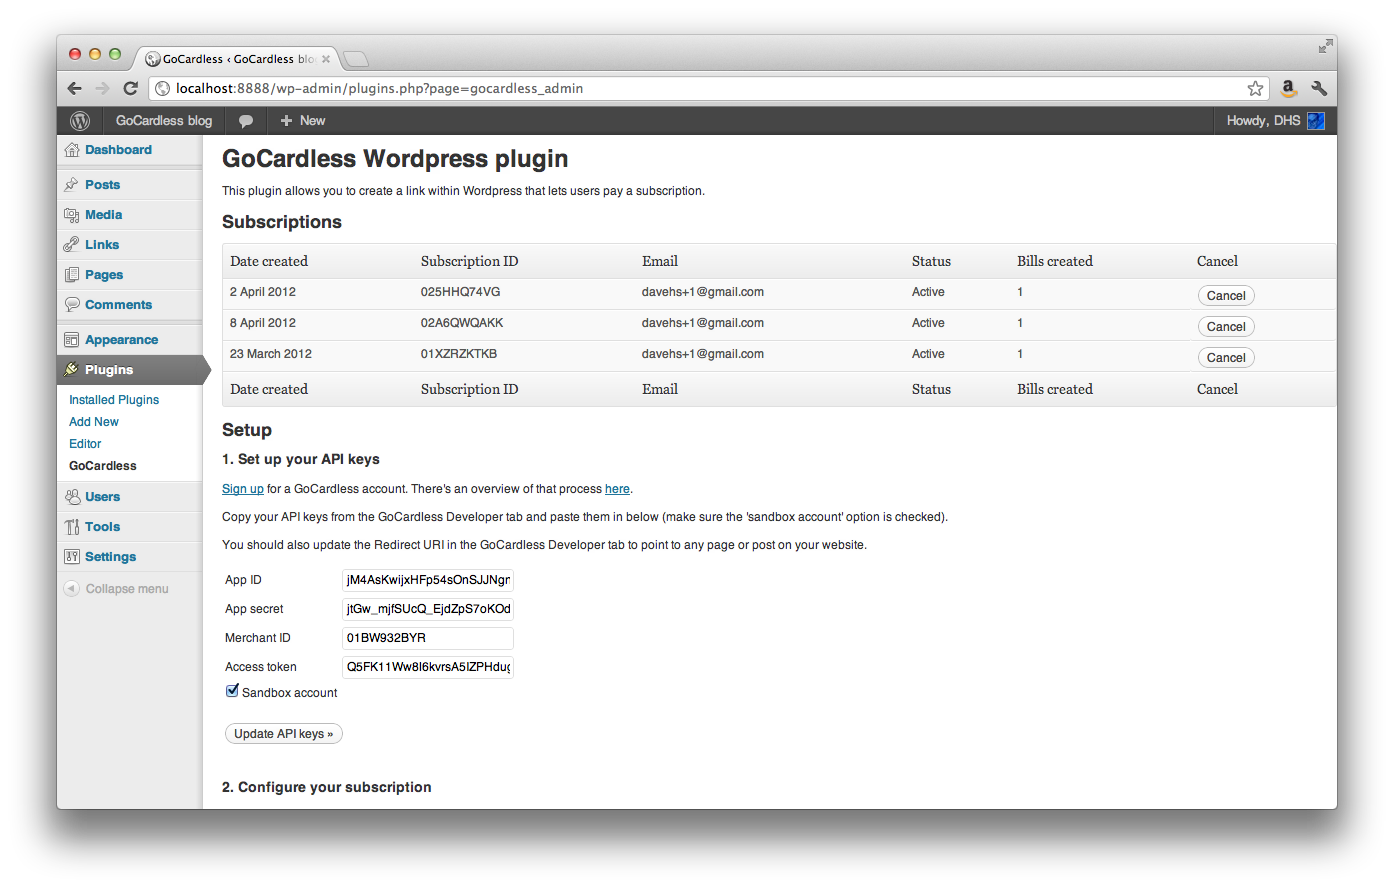 GoCardless ‹ GoCardless blo
localhost:8888/wp-admin/plugins.php?page=gocardless_admin
GoCardless blog
New
Howdy, DHS
Dashboard
Posts
Media
Links
Pages
Comments
Appearance
Plugins
Installed Plugins
Add New
Editor
GoCardless
Users
Tools
Settings
Collapse menu
GoCardless Wordpress plugin
This plugin allows you to create a link within Wordpress that lets users pay a subscription.
Subscriptions
Date created Subscription ID Email Status Bills created Cancel
2 April 2012 025HHQ74VG davehs+1@gmail.com Active 1 Cancel
8 April 2012 02A6QWQAKK davehs+1@gmail.com Active 1 Cancel
23 March 2012 01XZRZKTKB davehs+1@gmail.com Active 1 Cancel
Date created Subscription ID Email Status Bills created Cancel
Setup
1. Set up your API keys
Sign up for a GoCardless account. There's an overview of that process here.
Copy your API keys from the GoCardless Developer tab and paste them in below (make sure the 'sandbox account' option is checked).
You should also update the Redirect URI in the GoCardless Developer tab to point to any page or post on your website.
App ID
App secret
Merchant ID 01BW932BYR
Access token
Sandbox account
Update API keys »
2. Configure your subscription